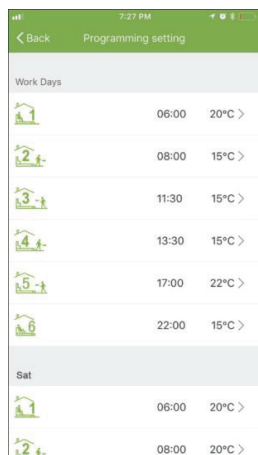 7:27 PM
Back Programming setting
Work Days
1 06:00 20°C
2 08:00 15°C
3 11:30 15°C
4 13:30 15°C
5 17:00 22°C
6 22:00 15°C
Sat
1 06:00 20°C
2 08:00 20°C